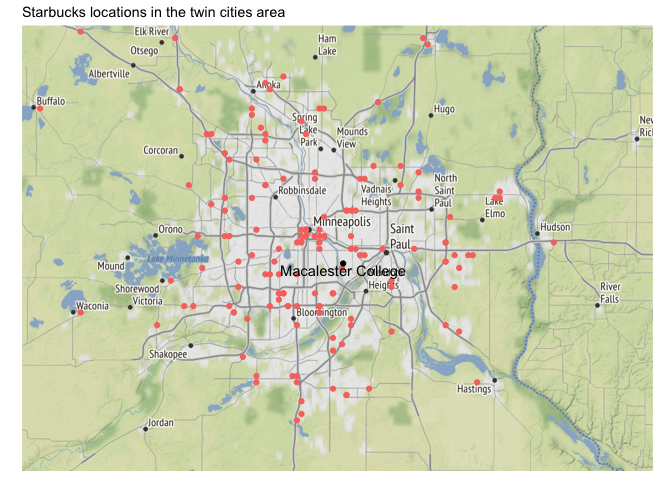 Starbucks locations in the twin cities area
Elk River
Otsego
Ham
Lake
Albertville
Anoka
Buffalo
Hugo
Spring
Lake
Park
Mounds
View
Corcoran
Robbinsdale
Vadnais
Heights
North
Saint
Paul
Lake
Elmo
Minneapolis
Saint
Paul
Hudson
Orono
Mound
Lake Minnetonka
Macalester College
Heights
Shorewood
Victoria
Waconia
Bloomington
River
Falls
Shakopee
Hastings
Jordan